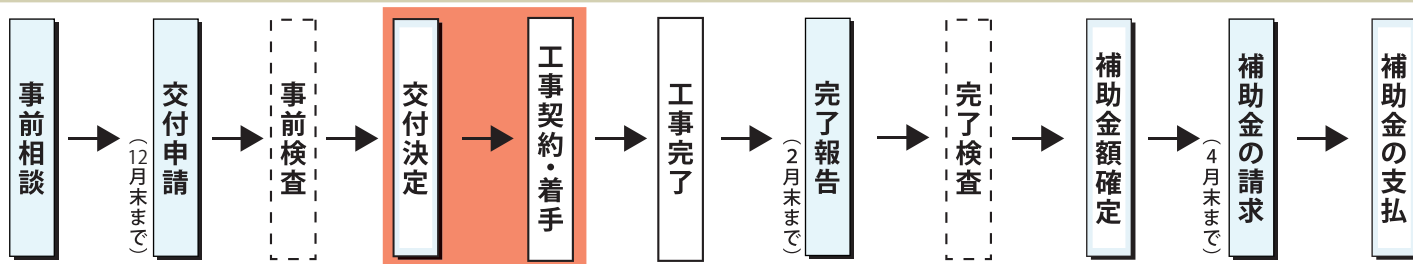 事前相談
交付申請
（12月末まで）
事前検査
交付決定
工事契約・着手
工事完了
完了報告
（2月末まで）
完了検査
補助金額確定
補助金の請求
（4月末まで）
補助金の支払